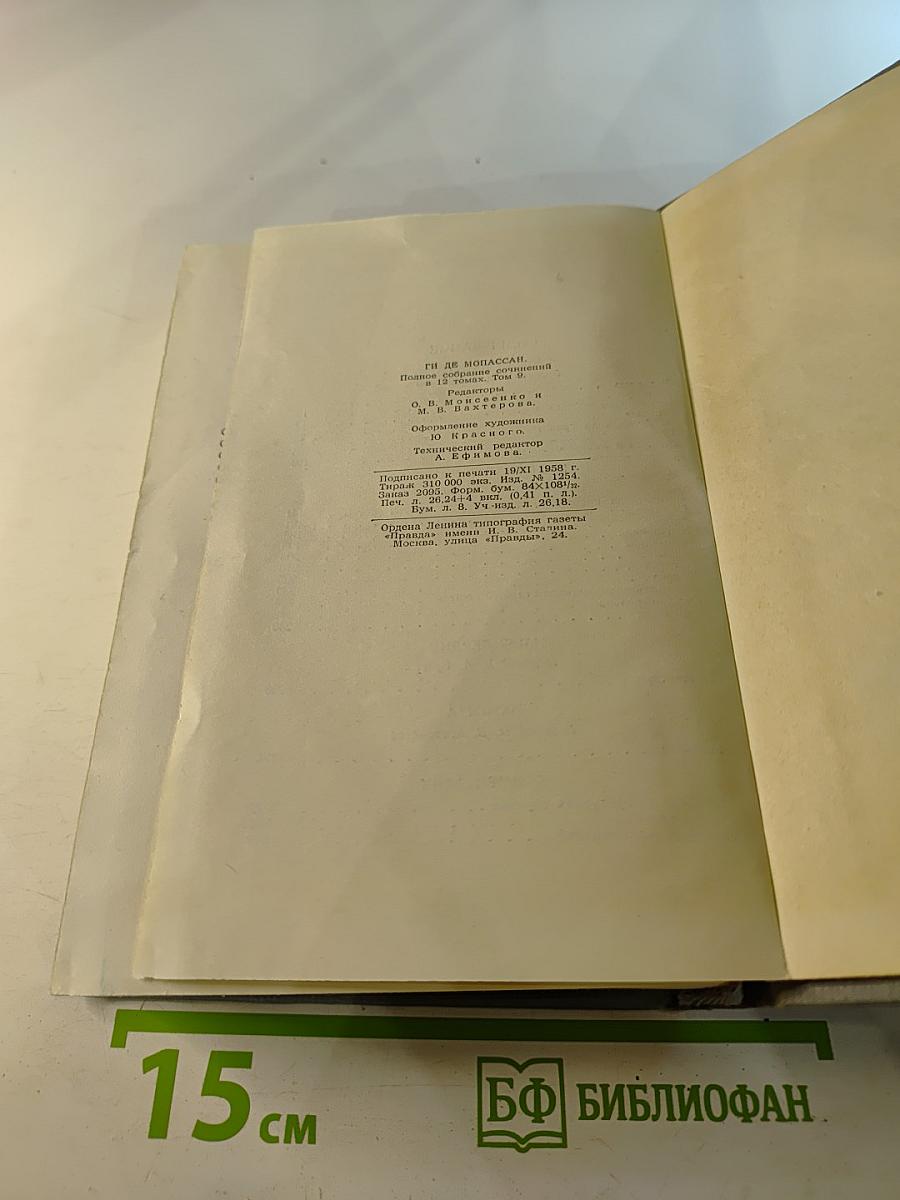 ГИ ДЕ МОПАССАН.
Полное собрание сочинений
в 12 томах. Том 9.
Редакторы
О. В. Моисеенко и
М. В. Вахтерова.
Оформление художника
Ю Красного.
Технический редактор
А. Ефимова.
Подписано к печати 19/XI 1958 г.
Тираж 310 000 экз. Изд. № 1254.
Заказ 2095. Форм. бум. 84×108¹/₃₂.
Печ. л. 26,24+4 вкл. (0,41 п. л.).
Бум. л. 8. Уч-изд. л. 26,18.
Ордена Ленина типография газеты
«Правда» имени И. В. Сталина.
Москва, улица «Правды», 24.
15 см
БФ БИБЛИОФАН